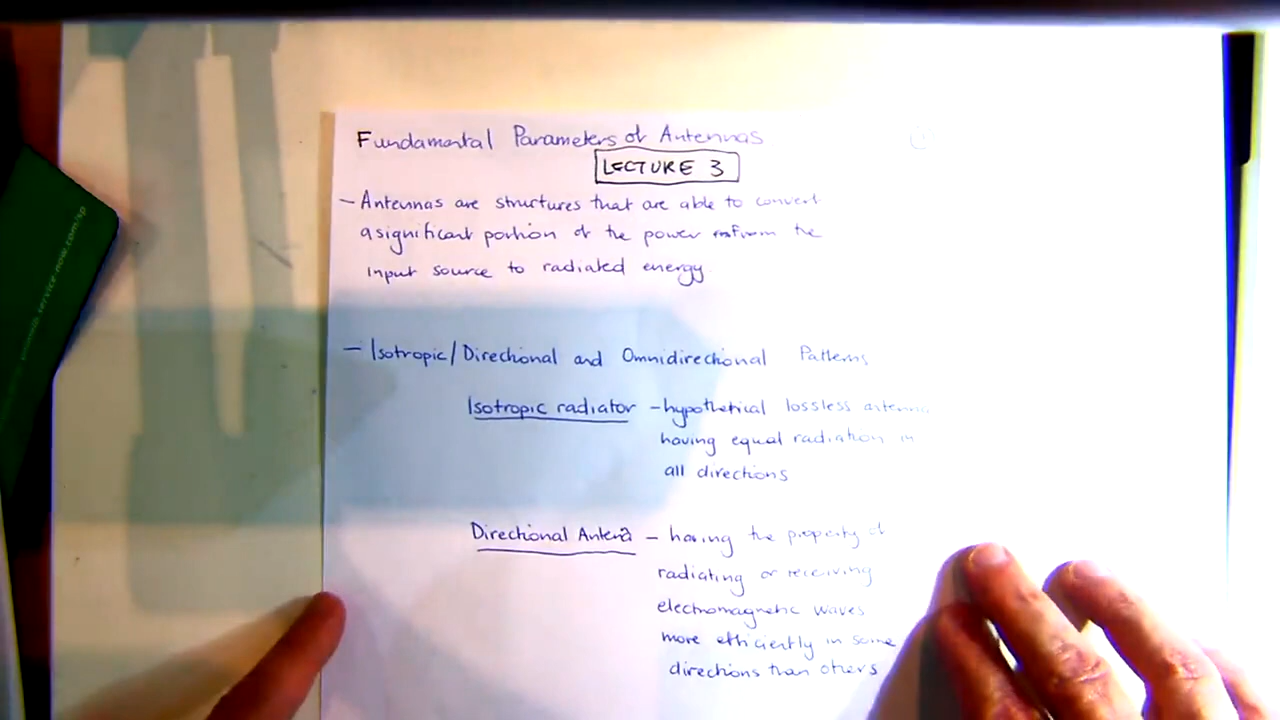 Fundamental Parameters of Antennas
LECTURE 3
- Antennas are structures that are able to convert
a significant portion of the power from the
input source to radiated energy.
- Isotropic/Directional and Omnidirectional Patterns
Isotropic radiator - hypothetical lossless antenna
having equal radiation in
all directions
Directional Antena - having the property of
radiating or receiving
electromagnetic waves
more efficiently in some
directions than others